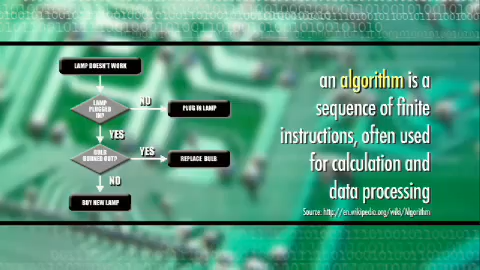 LAMP DOESN'T WORK
LAMP
PLUGGED
IN?
NO
PLUG IN LAMP
YES
BULB
BURNED OUT?
YES
REPLACE BULB
NO
BUY NEW LAMP
an algorithm is a
sequence of finite
instructions, often used
for calculation and
data processing
Source: http://en.wikipedia.org/wiki/Algorithm